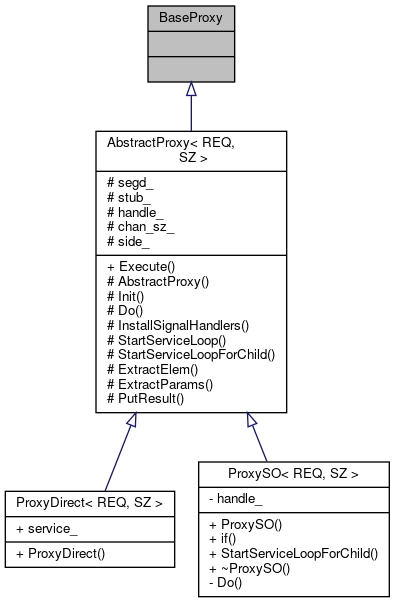 BaseProxy
AbstractProxy< REQ,
SZ >
# segd_
# stub_
# handle_
# chan_sz_
# side_
+ Execute()
# AbstractProxy()
# Init()
# Do()
# InstallSignalHandlers()
# StartServiceLoop()
# StartServiceLoopForChild()
# ExtractElem()
# ExtractParams()
# PutResult()
ProxyDirect< REQ, SZ >
+ service_
+ ProxyDirect()
ProxySO< REQ, SZ >
- handle_
+ ProxySO()
+ if()
+ StartServiceLoopForChild()
+ ~ProxySO()
- Do()